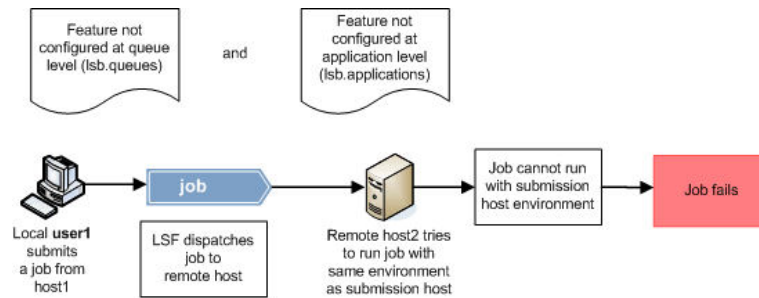 Feature not
configured at queue
level (lsb.queues)
and
Feature not
configured at
application level
(lsb.applications)
job
Job cannot run
with submission
host environment
Job fails
Local user1
submits
a job from
host1
LSF dispatches
job to
remote host
Remote host2 tries
to run job with
same environment
as submission host